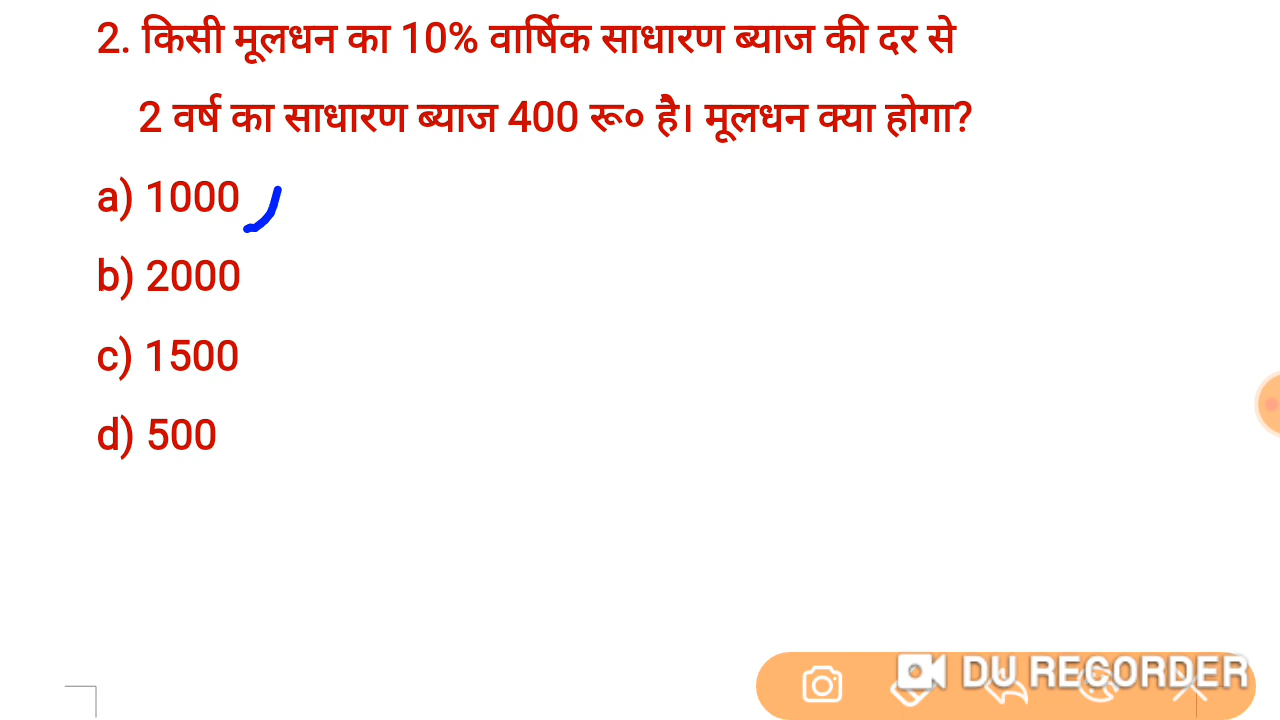 2. किसी मूलधन का 10% वार्षिक साधारण ब्याज की दर से
2 वर्ष का साधारण ब्याज 400 रू० है। मूलधन क्या होगा?
a) 1000
b) 2000
c) 1500
d) 500
DU RECORDER